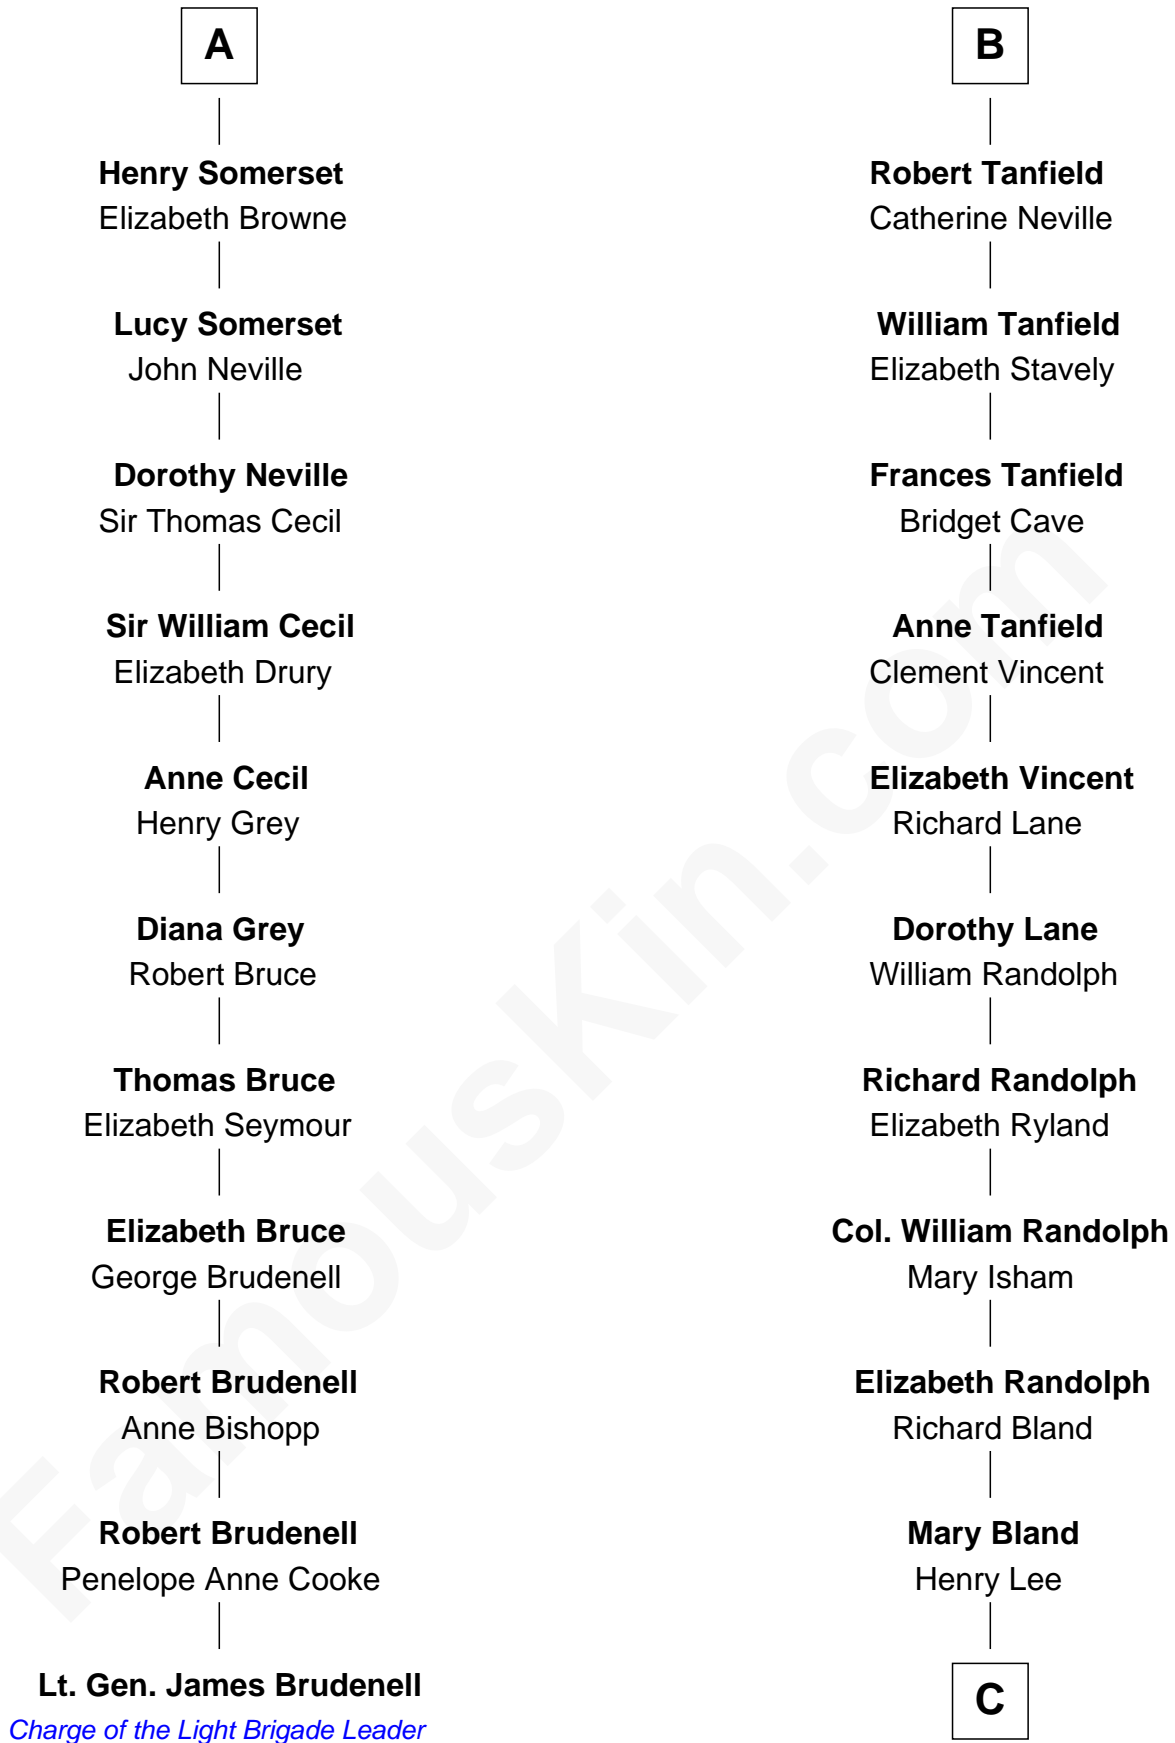 A
Henry Somerset
Elizabeth Browne
Lucy Somerset
John Neville
Dorothy Neville
Sir Thomas Cecil
Sir William Cecil
Elizabeth Drury
Anne Cecil
Henry Grey
Diana Grey
Robert Bruce
Thomas Bruce
Elizabeth Seymour
Elizabeth Bruce
George Brudenell
Robert Brudenell
Anne Bishopp
Robert Brudenell
Penelope Anne Cooke
Lt. Gen. James Brudenell
Charge of the Light Brigade Leader
B
Robert Tanfield
Catherine Neville
William Tanfield
Elizabeth Stavely
Frances Tanfield
Bridget Cave
Anne Tanfield
Clement Vincent
Elizabeth Vincent
Richard Lane
Dorothy Lane
William Randolph
Richard Randolph
Elizabeth Ryland
Col. William Randolph
Mary Isham
Elizabeth Randolph
Richard Bland
Mary Bland
Henry Lee
C
FamousKin.com